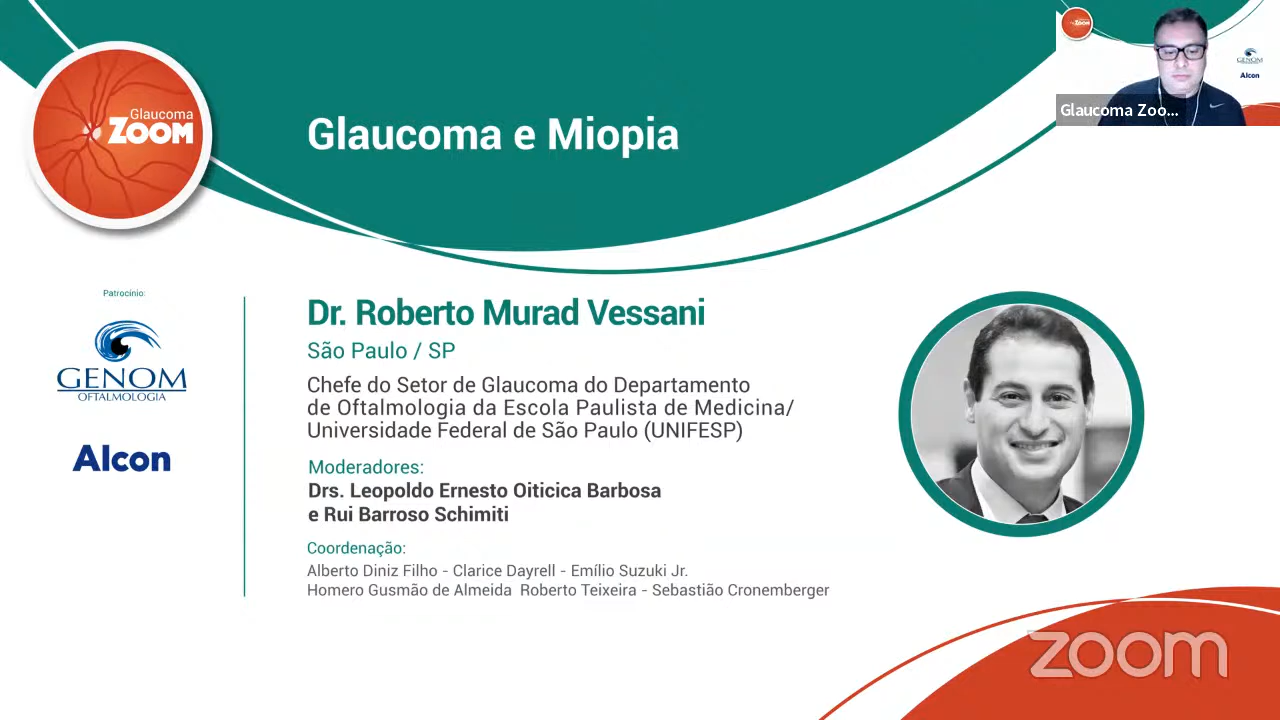 Glaucoma
ZOOM
Glaucoma e Miopia
GENOM
Alcon
Glaucoma Zoo...
Patrocínio:
GENOM
OFTALMOLOGIA
Alcon
Dr. Roberto Murad Vessani
São Paulo / SP
Chefe do Setor de Glaucoma do Departamento
de Oftalmologia da Escola Paulista de Medicina/
Universidade Federal de São Paulo (UNIFESP)
Moderadores:
Drs. Leopoldo Ernesto Oiticica Barbosa
e Rui Barroso Schimiti
Coordenação:
Alberto Diniz Filho - Clarice Dayrell - Emílio Suzuki Jr.
Homero Gusmão de Almeida Roberto Teixeira - Sebastião Cronemberger
zoom